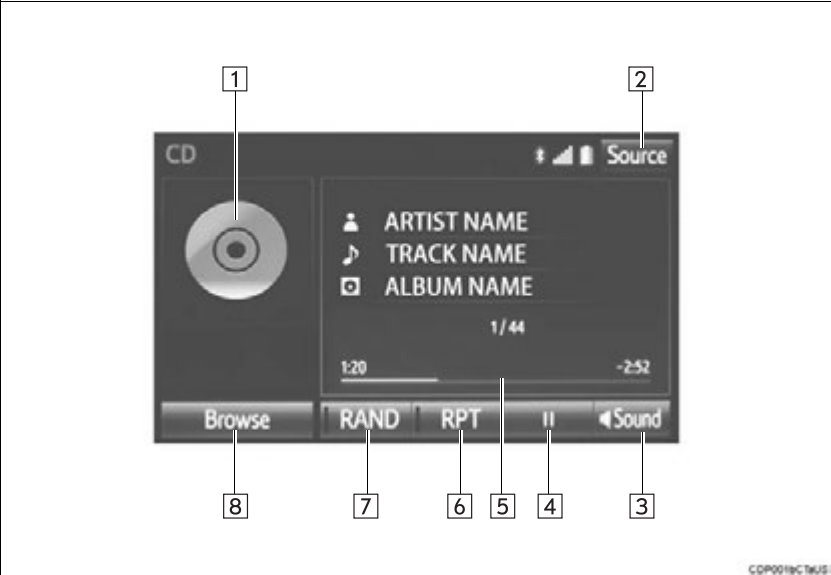 1
2
CD
Source
ARTIST NAME
TRACK NAME
ALBUM NAME
1/44
1:20
-2:52
Browse
RAND
RPT
Sound
8
7
6
5
4
3